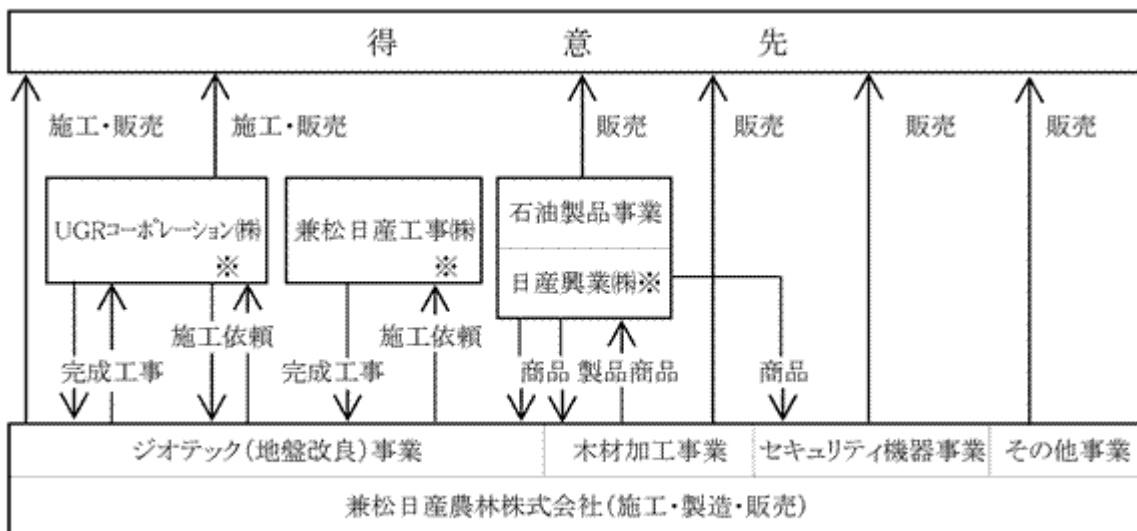 得意先
施工・販売
施工・販売
販売
販売
販売
販売
UGRコーポレーション㈱
※
兼松日産工事㈱
※
石油製品事業
日産興業㈱※
施工依頼
施工依頼
完成工事
完成工事
商品
製品商品
商品
ジオテック(地盤改良)事業
木材加工事業
セキュリティ機器事業
その他事業
兼松日産農林株式会社(施工・製造・販売)